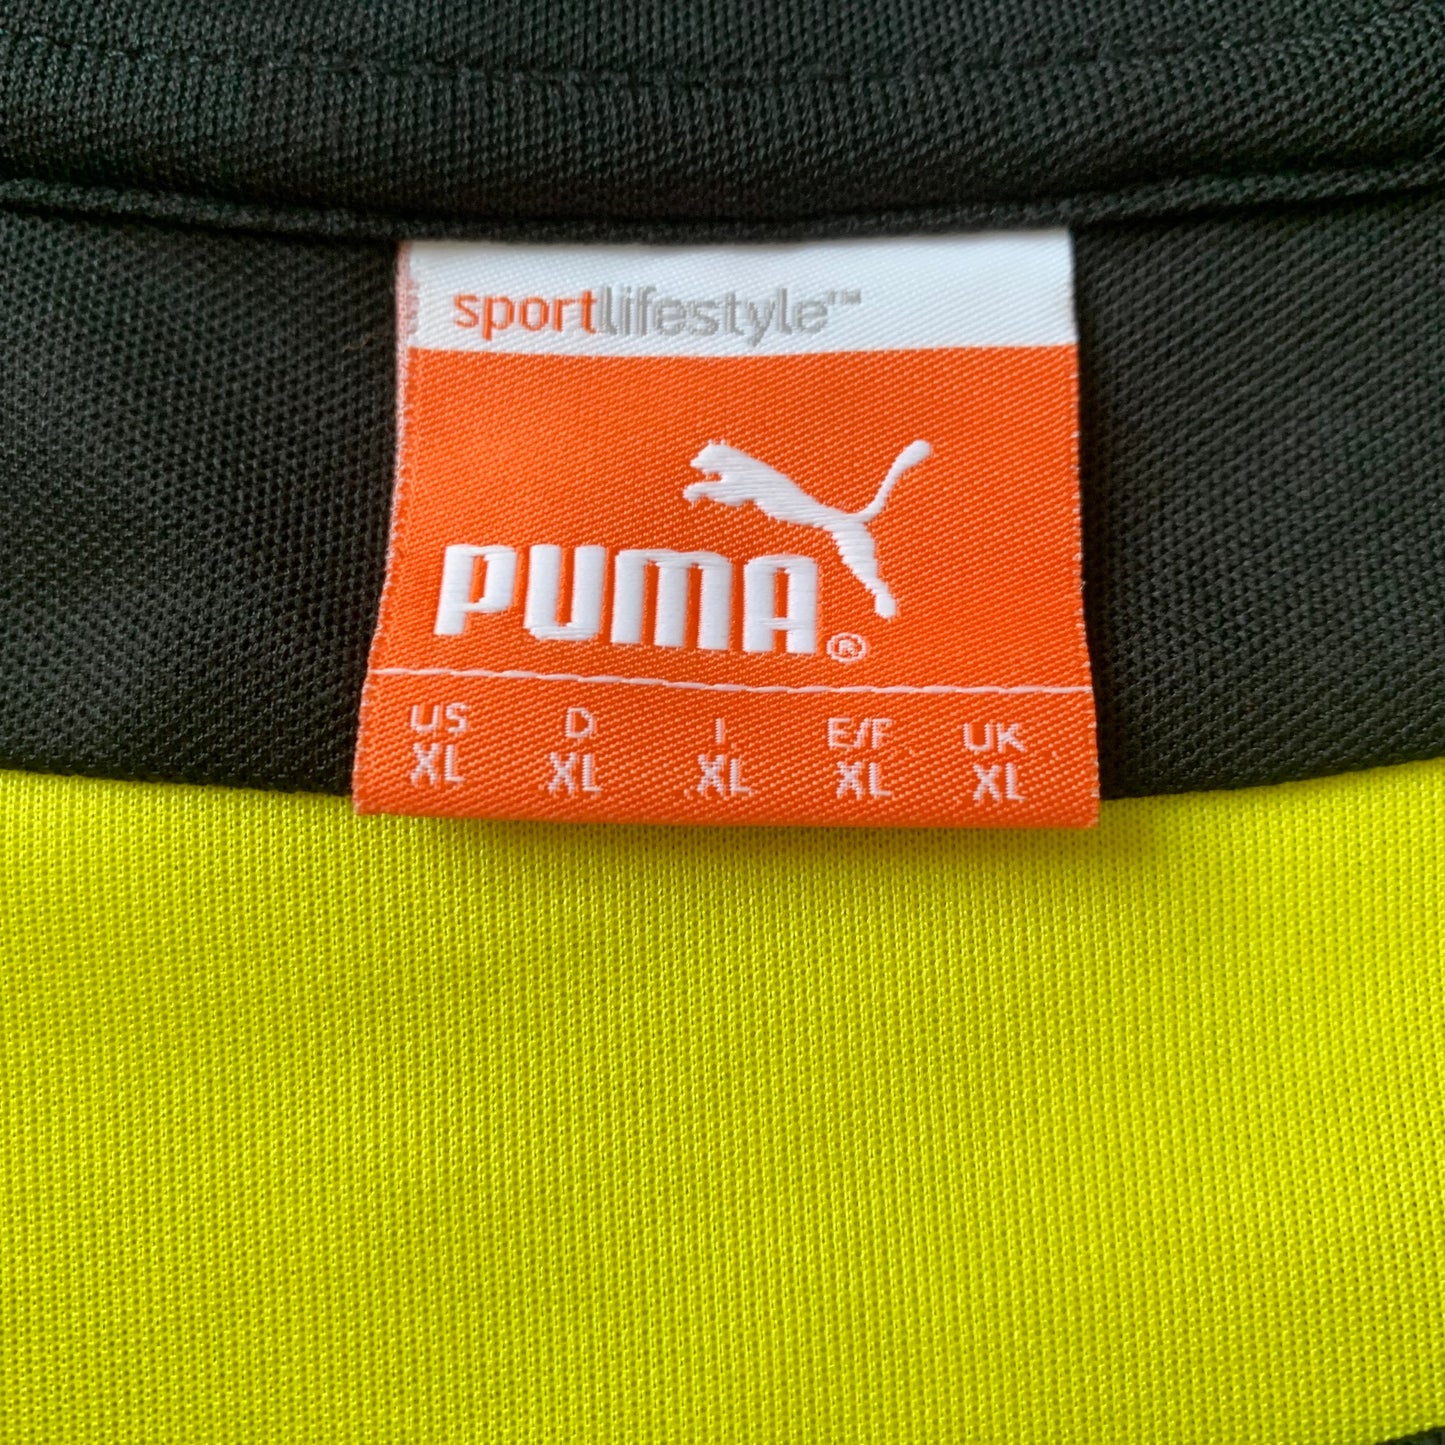 sportlifestyle™
PUMA®
US D I E/F UK
XL XL XL XL XL